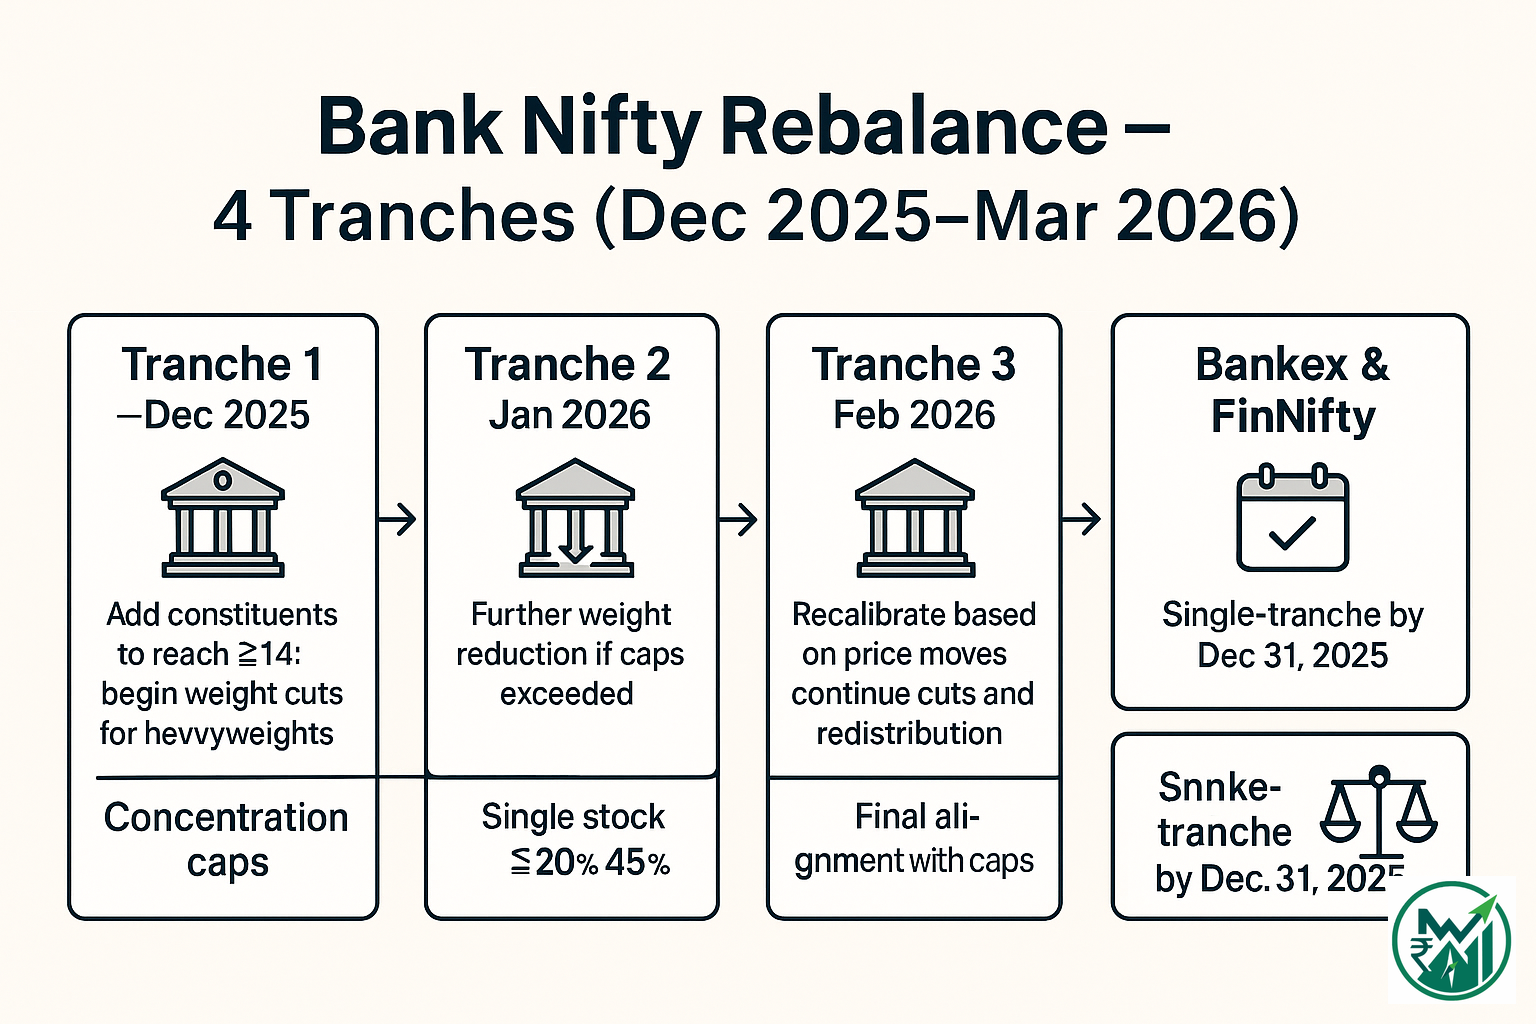 Bank Nifty Rebalance –
4 Tranches (Dec 2025–Mar 2026)
Tranche 1
—Dec 2025
Add constituents
to reach ≧14:
begin weight cuts
for hevvyweights
Concentration
caps
Tranche 2
Jan 2026
Further weight
reduction if caps
exceeded
Single stock
≦20% 45%
Tranche 3
Feb 2026
Recalibrate based
on price moves
continue cuts and
redistribution
Final ali-
gnment with caps
Bankex &
FinNifty
Single-tranche by
Dec 31, 2025
Snnke-
tranche
by Dec. 31, 2025